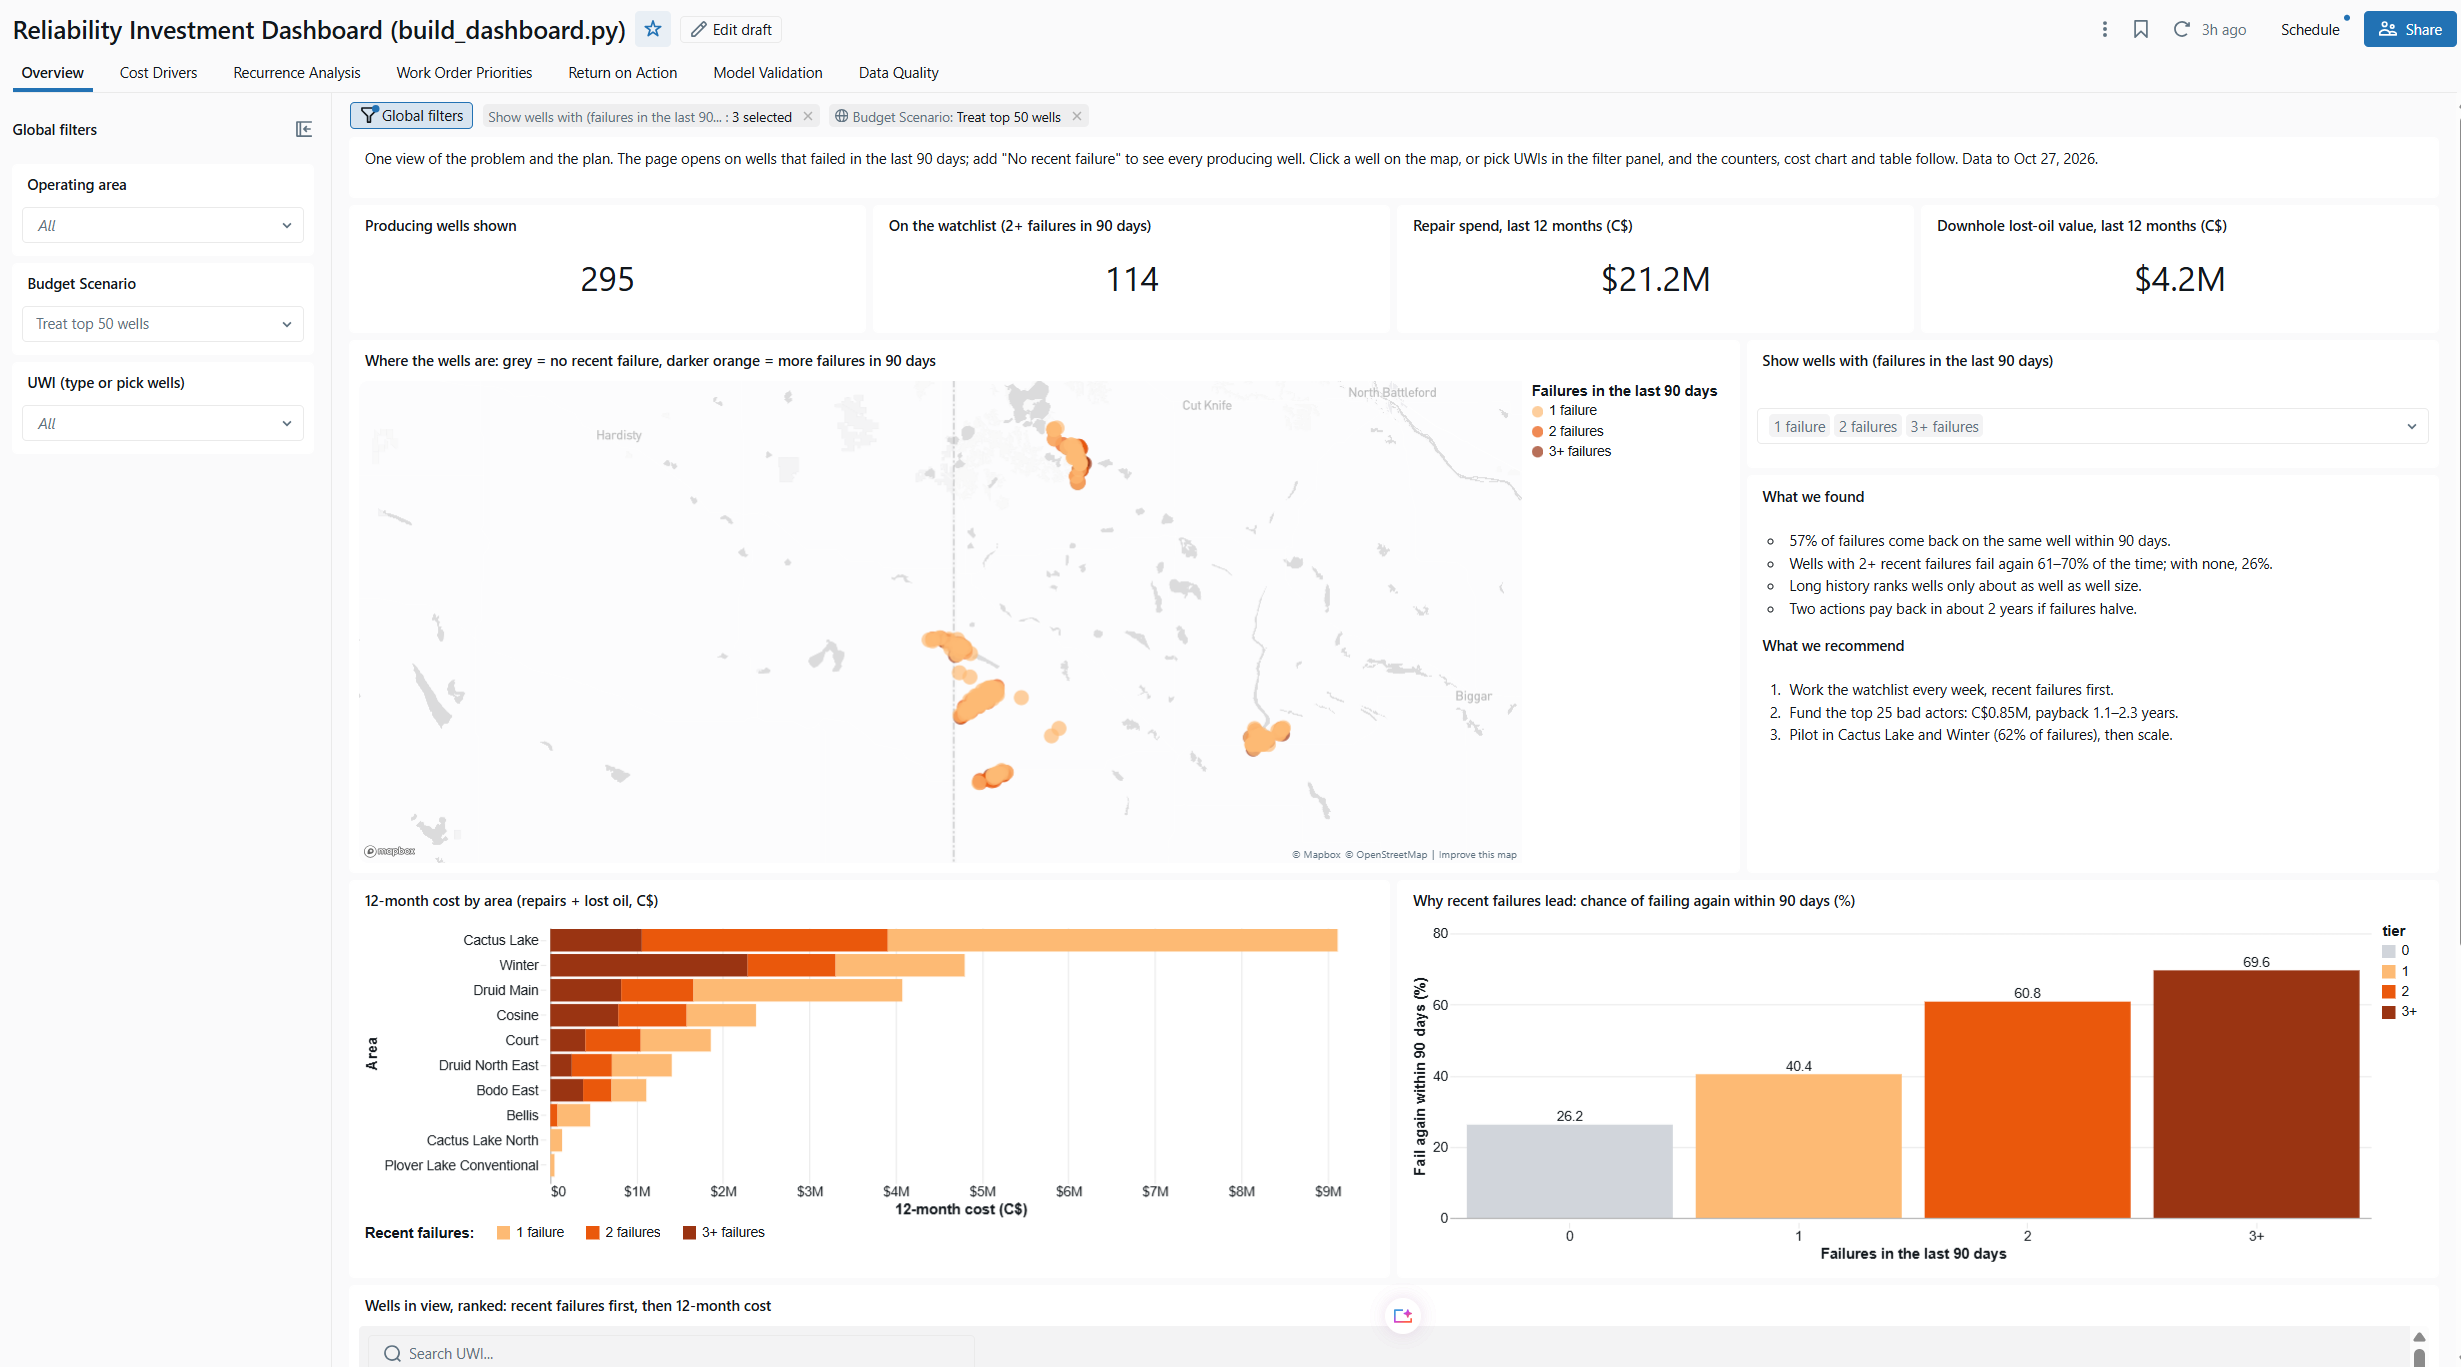 Reliability Investment Dashboard (build_dashboard.py)
Edit draft
3h ago
Schedule
Share
Overview
Cost Drivers
Recurrence Analysis
Work Order Priorities
Return on Action
Model Validation
Data Quality
Global filters
Operating area
All
Budget Scenario
Treat top 50 wells
UWI (type or pick wells)
All
Global filters
Show wells with (failures in the last 90... : 3 selected
Budget Scenario: Treat top 50 wells
One view of the problem and the plan. The page opens on wells that failed in the last 90 days; add "No recent failure" to see every producing well. Click a well on the map, or pick UWIs in the filter panel, and the counters, cost chart and table follow. Data to Oct 27, 2026.
Producing wells shown
295
On the watchlist (2+ failures in 90 days)
114
Repair spend, last 12 months (C$)
$21.2M
Downhole lost-oil value, last 12 months (C$)
$4.2M
Where the wells are: grey = no recent failure, darker orange = more failures in 90 days
Hardisty
Cut Knife
North Battleford
Biggar
mapbox
© Mapbox © OpenStreetMap | Improve this map
Failures in the last 90 days
1 failure
2 failures
3+ failures
Show wells with (failures in the last 90 days)
1 failure 2 failures 3+ failures
What we found
57% of failures come back on the same well within 90 days.
Wells with 2+ recent failures fail again 61–70% of the time; with none, 26%.
Long history ranks wells only about as well as well size.
Two actions pay back in about 2 years if failures halve.
What we recommend
1. Work the watchlist every week, recent failures first.
2. Fund the top 25 bad actors: C$0.85M, payback 1.1–2.3 years.
3. Pilot in Cactus Lake and Winter (62% of failures), then scale.
12-month cost by area (repairs + lost oil, C$)
Area
Cactus Lake
Winter
Druid Main
Cosine
Court
Druid North East
Bodo East
Bellis
Cactus Lake North
Plover Lake Conventional
$0 $1M $2M $3M $4M $5M $6M $7M $8M $9M
12-month cost (C$)
Recent failures: 1 failure 2 failures 3+ failures
Why recent failures lead: chance of failing again within 90 days (%)
Fail again within 90 days (%)
80
60
40
20
0
26.2
40.4
60.8
69.6
0 1 2 3+
Failures in the last 90 days
tier
0
1
2
3+
Wells in view, ranked: recent failures first, then 12-month cost
Search UWI...